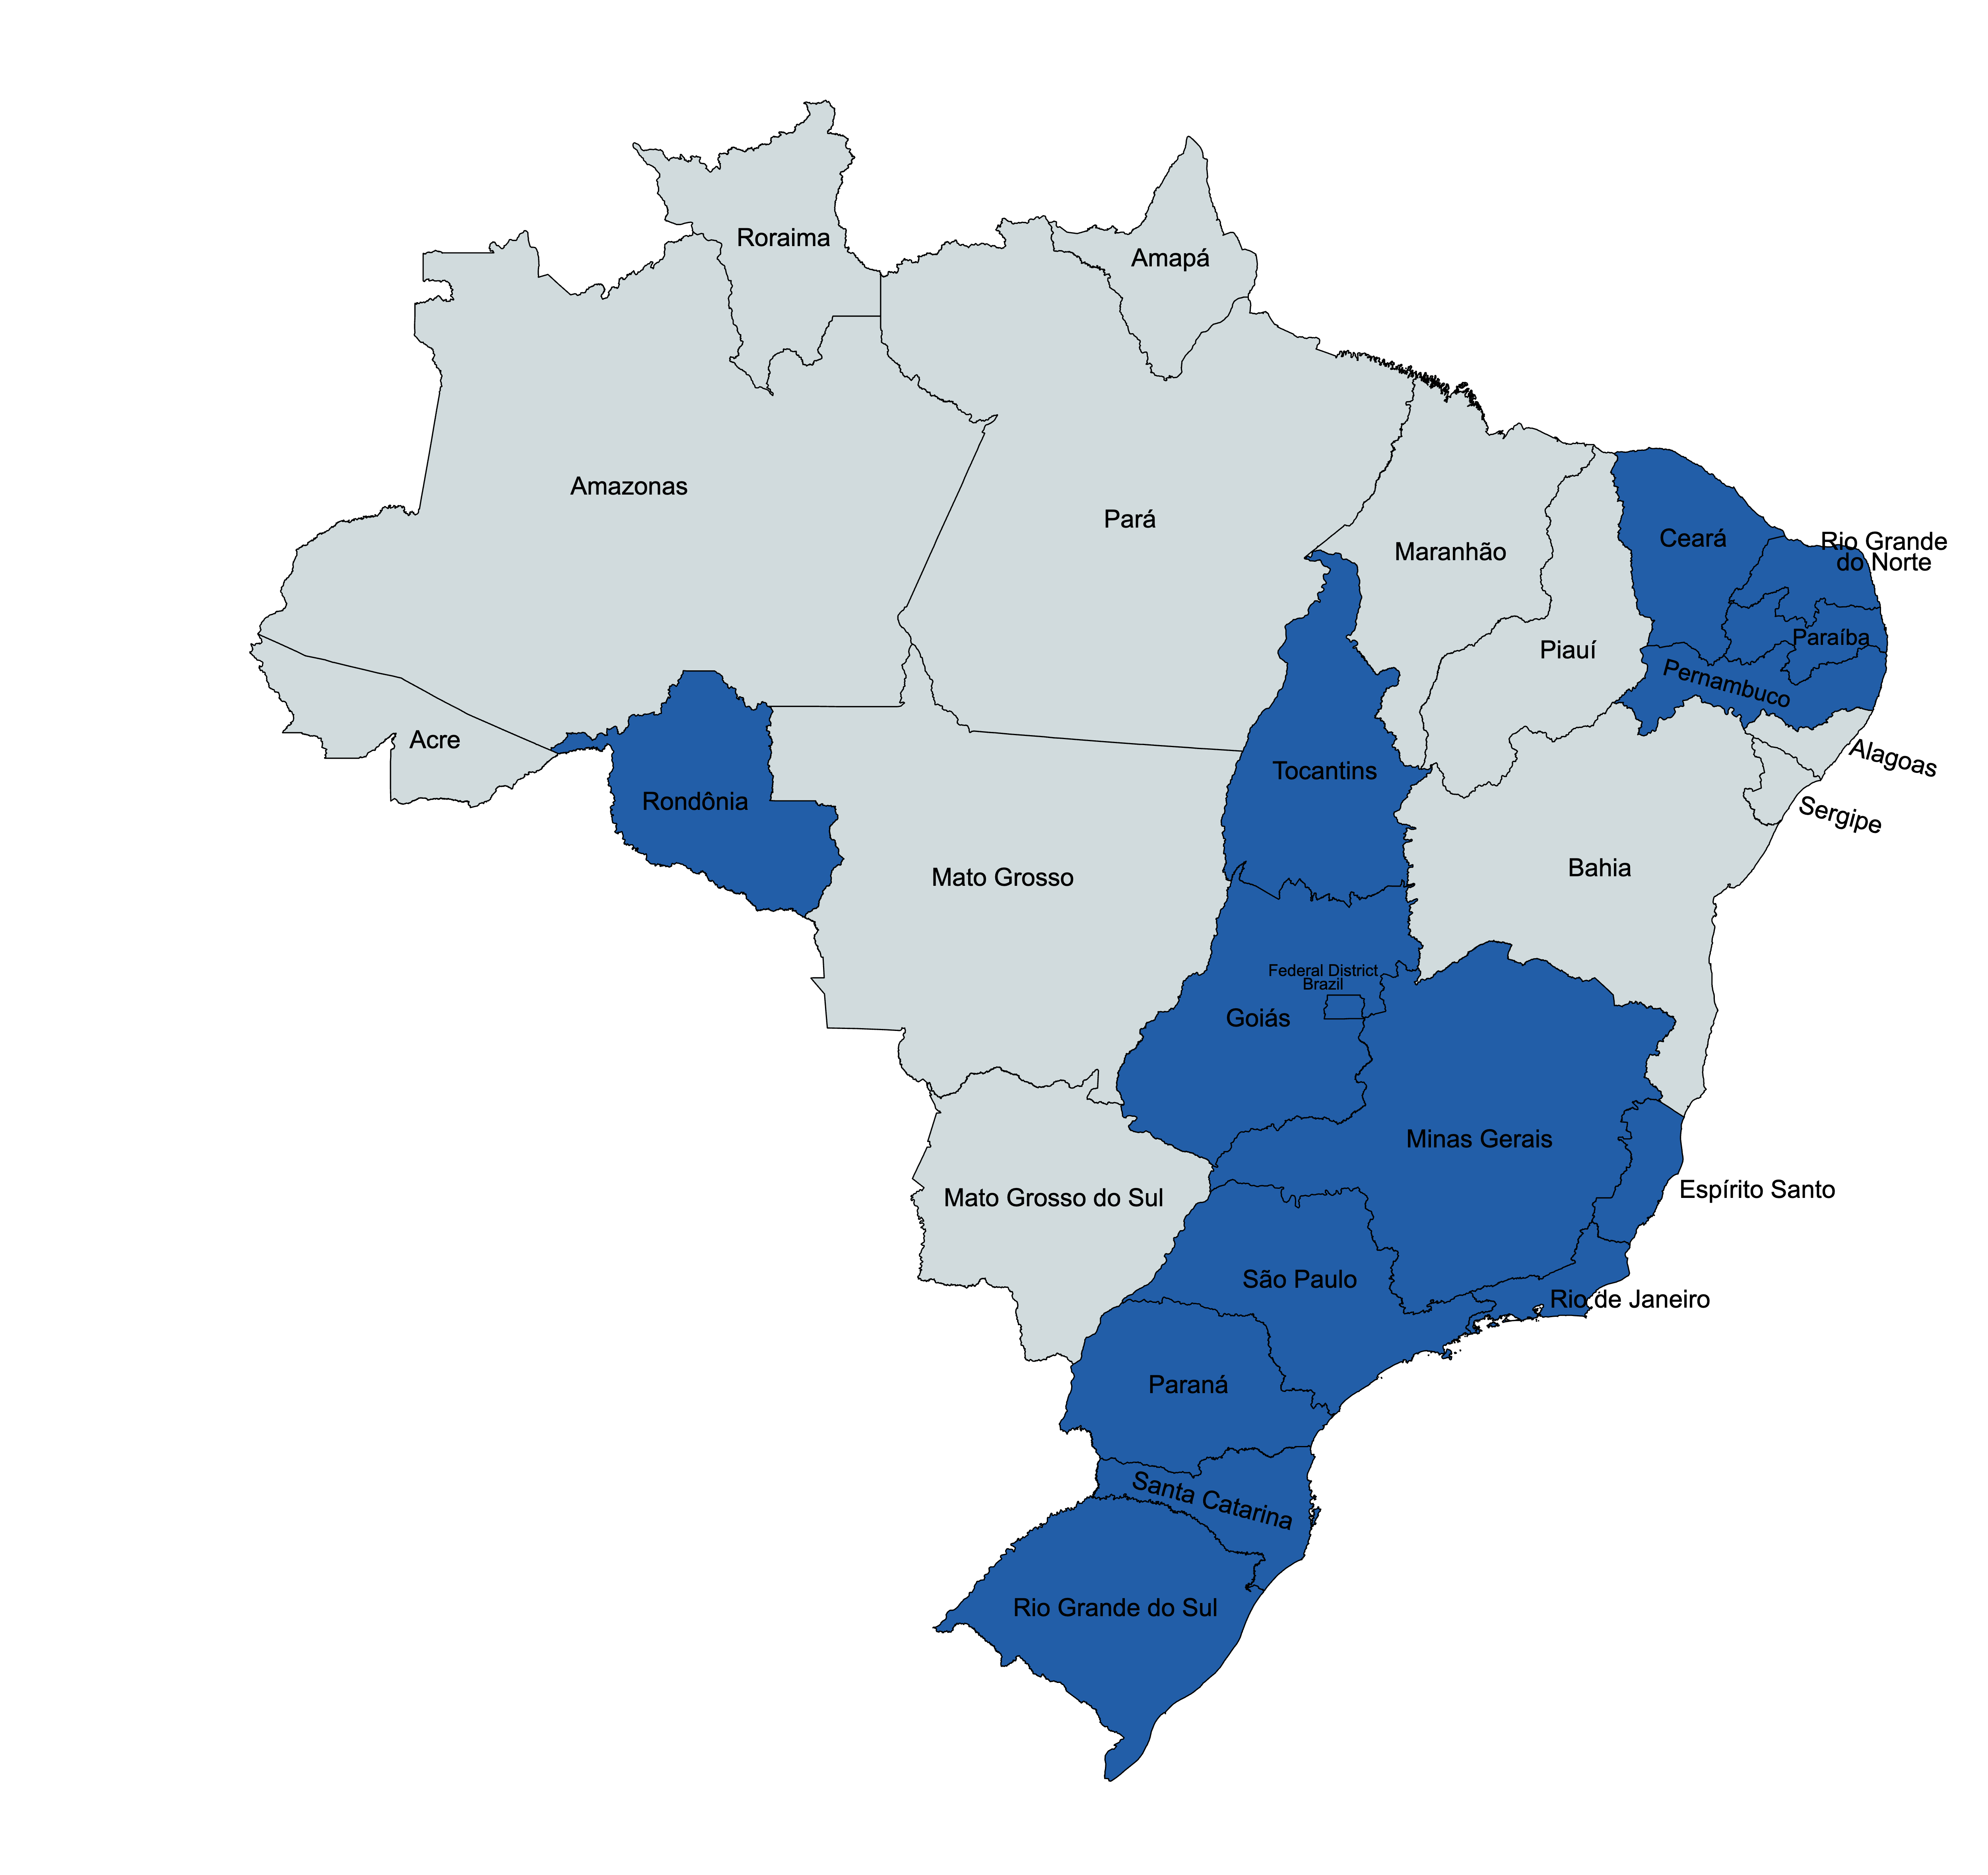 Roraima
Amapá
Amazonas
Pará
Maranhão
Ceará
Rio Grande
do Norte
Paraíba
Piauí
Pernambuco
Acre
Alagoas
Tocantins
Rondônia
Sergipe
Bahia
Mato Grosso
Federal District
Brazil
Goiás
Minas Gerais
Espírito Santo
Mato Grosso do Sul
São Paulo
Rio de Janeiro
Paraná
Santa Catarina
Rio Grande do Sul